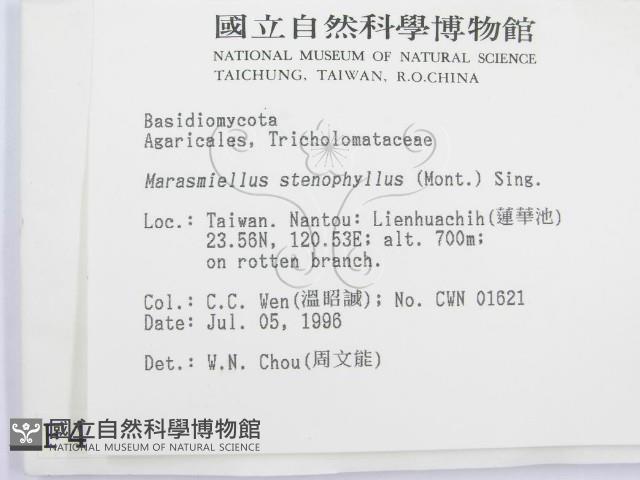 國立自然科學博物館
NATIONAL MUSEUM OF NATURAL SCIENCE
TAICHUNG, TAIWAN, R.O.CHINA
Basidiomycota
Agaricales, Tricholomataceae
Marasmiellus stenophyllus (Mont.) Sing.
Loc.: Taiwan. Nantou: Lienhuachih(蓮華池)
23.56N, 120.53E; alt. 700m;
on rotten branch.
Col.: C.C. Wen(溫昭誠); No. CWN 01621
Date: Jul. 05, 1996
Det.: W.N. Chou(周文能)
國立自然科學博物館
NATIONAL MUSEUM OF NATURAL SCIENCE